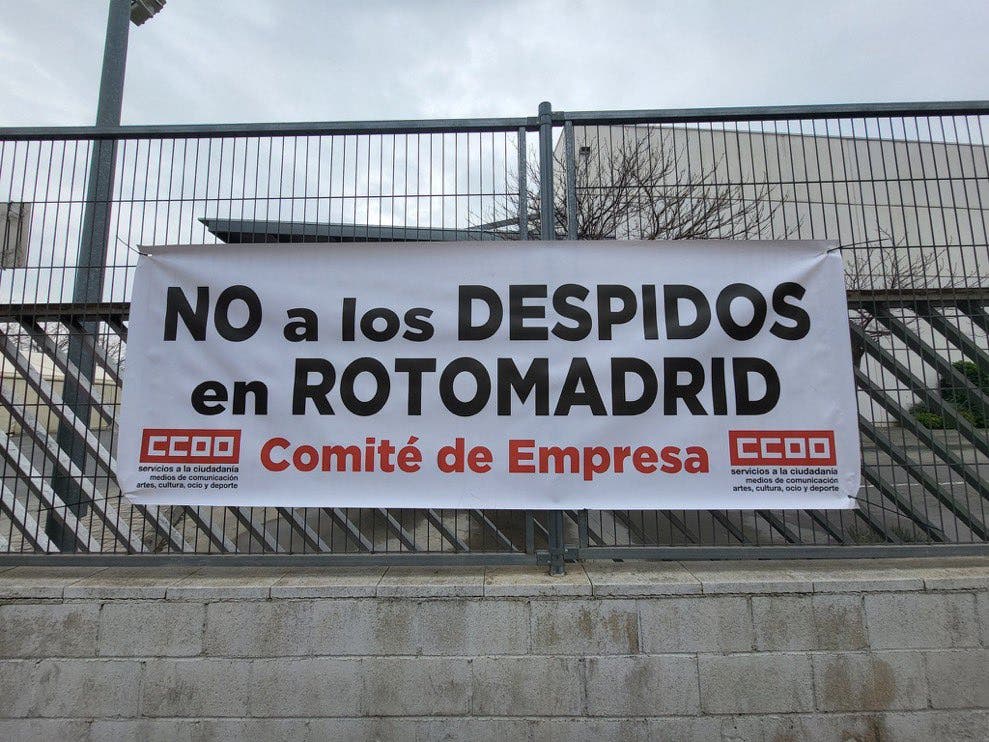 NO a los DESPIDOS
en ROTOMADRID
Comité de Empresa
CCOO
servicios a la ciudadanía
medios de comunicación
artes, cultura, ocio y deporte
CCOO
servicios a la ciudadanía
medios de comunicación
artes, cultura, ocio y deporte